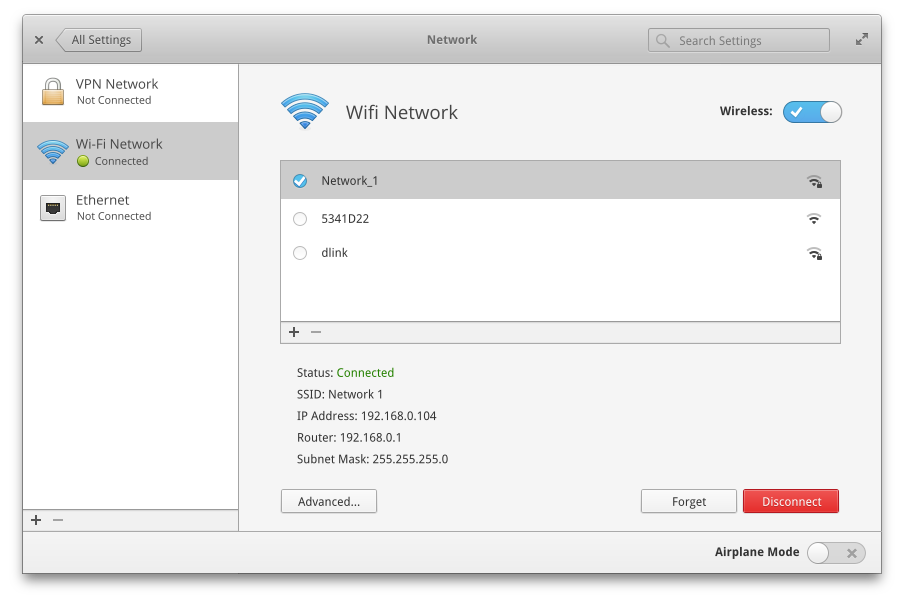 All Settings
Network
Search Settings
VPN Network
Not Connected
Wi-Fi Network
Connected
Ethernet
Not Connected
Wifi Network
Wireless:
Network_1
5341D22
dlink
Status: Connected
SSID: Network 1
IP Address: 192.168.0.104
Router: 192.168.0.1
Subnet Mask: 255.255.255.0
Advanced...
Forget
Disconnect
Airplane Mode